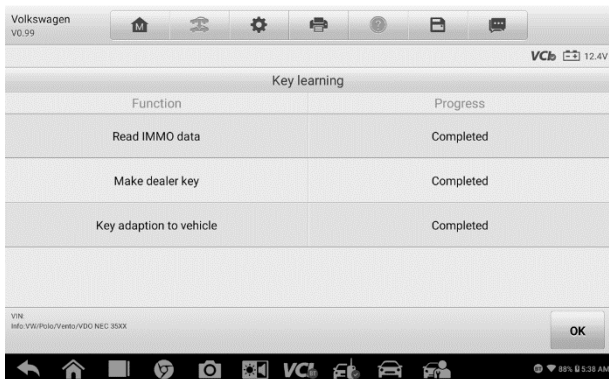 Volkswagen
V0.99
M
VCI 12.4V
Key learning
Function Progress
Read IMMO data Completed
Make dealer key Completed
Key adaption to vehicle Completed
VIN:
Info:VW/Polo/Vento/VDO NEC 35XX
OK
VCI 88% 5:38 AM